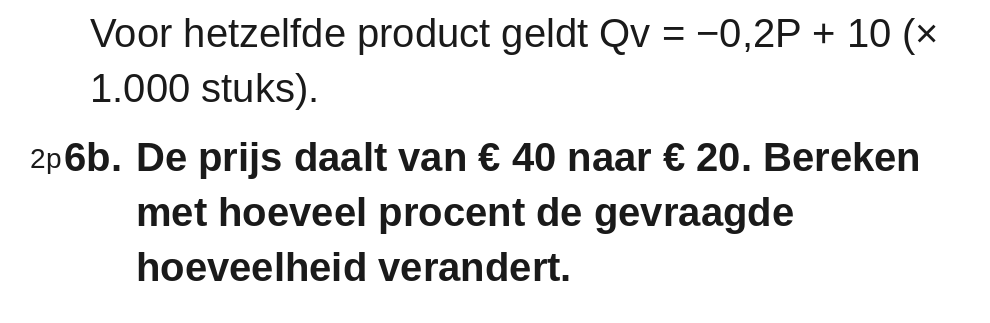 Voor hetzelfde product geldt Qv = −0,2P + 10 (×
1.000 stuks).
2p6b. De prijs daalt van € 40 naar € 20. Bereken
met hoeveel procent de gevraagde
hoeveelheid verandert.